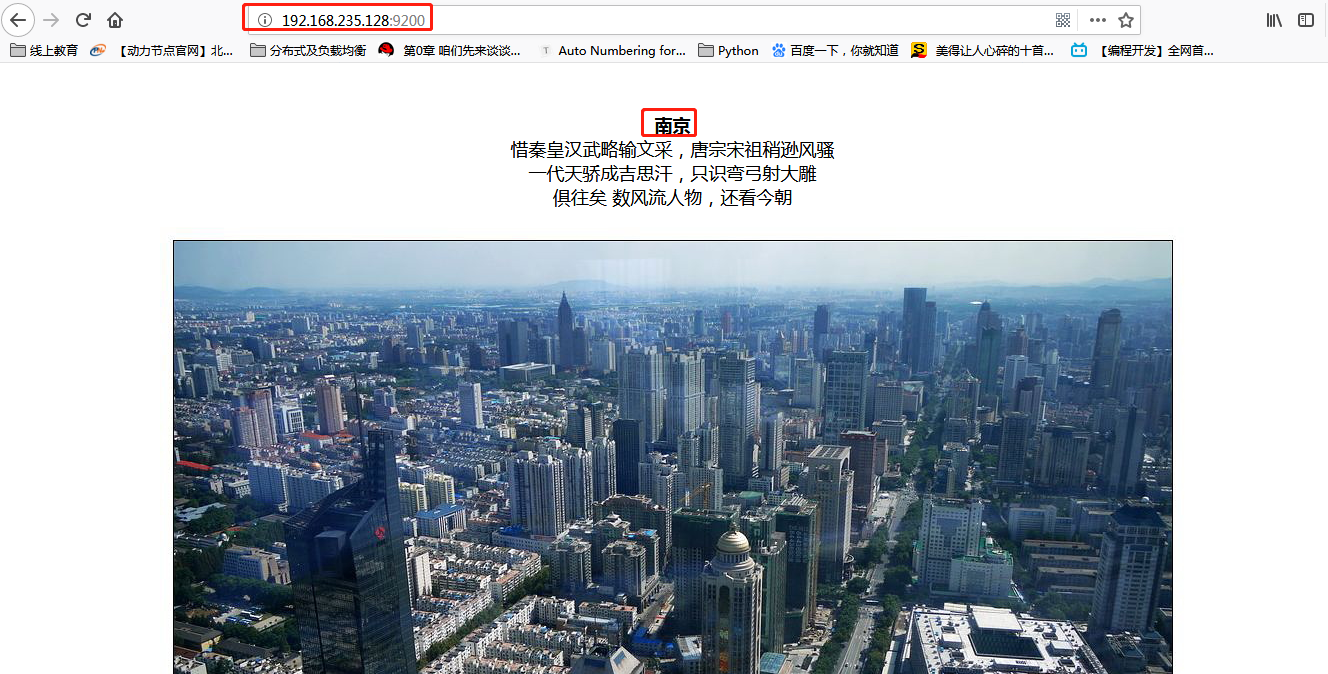 192.168.235.128:9200
线上教育
【动力节点官网】北...
分布式及负载均衡
第0章 咱们先来谈谈...
Auto Numbering for...
Python
百度一下，你就知道
美得让人心碎的十首...
【编程开发】全网首...
南京
惜秦皇汉武略输文采，唐宗宋祖稍逊风骚
一代天骄成吉思汗，只识弯弓射大雕
俱往矣 数风流人物，还看今朝